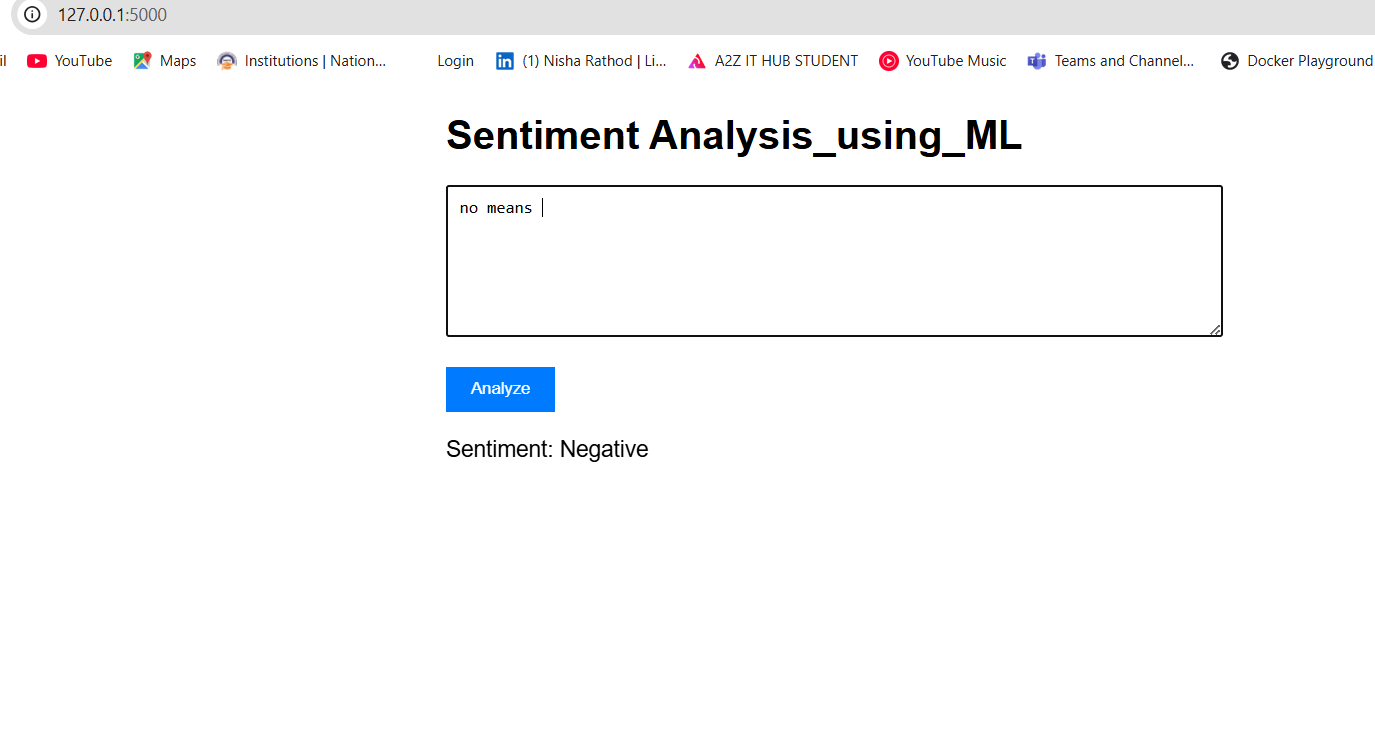 127.0.0.1:5000
il YouTube Maps Institutions | Nation... Login (1) Nisha Rathod | Li... A2Z IT HUB STUDENT YouTube Music Teams and Channel... Docker Playground
Sentiment Analysis_using_ML
no means
Analyze
Sentiment: Negative